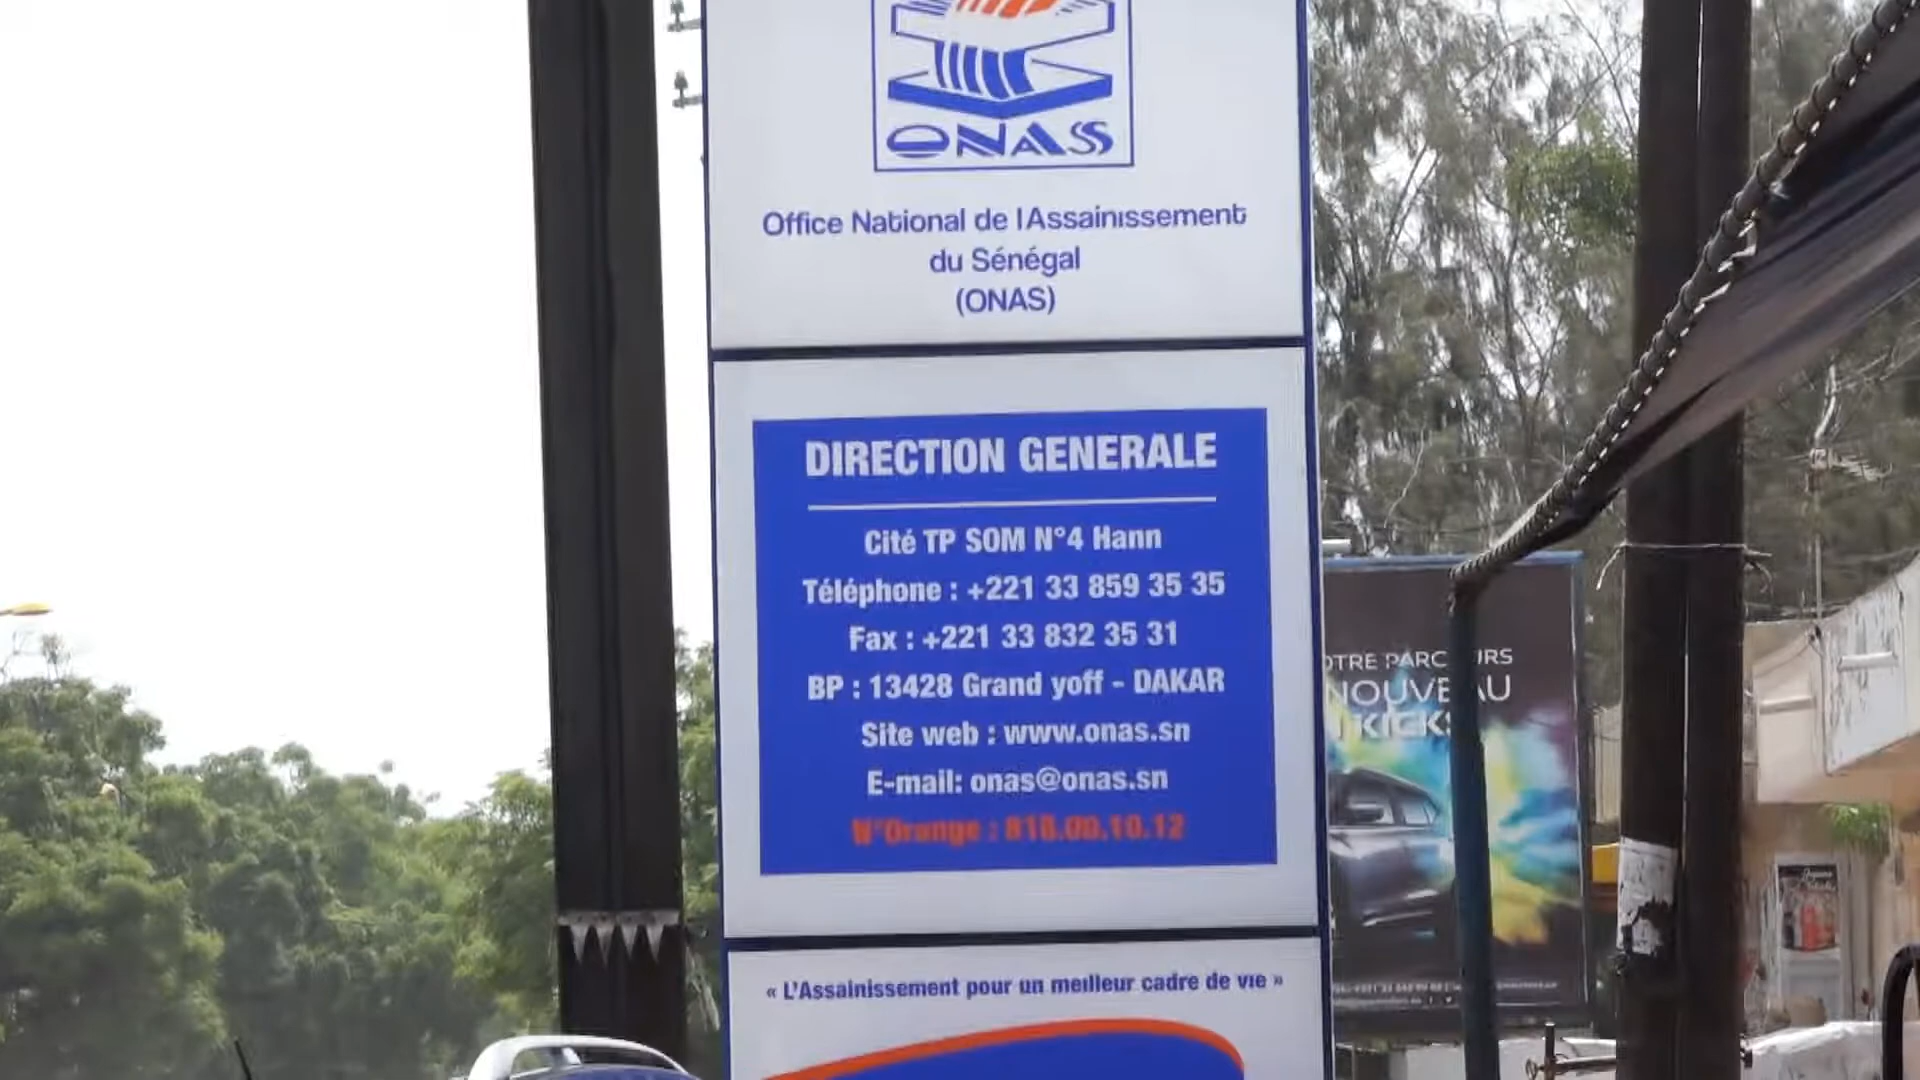 ONAS
Office National de l'Assainissement
du Sénégal
(ONAS)
DIRECTION GENERALE
Cité TP SOM N°4 Hann
Téléphone : +221 33 859 35 35
Fax : +221 33 832 35 31
BP : 13428 Grand yoff - DAKAR
Site web : www.onas.sn
E-mail: onas@onas.sn
N°Orange : 818.00.10.12
« L'Assainissement pour un meilleur cadre de vie »
NOUVEAU
KICKS